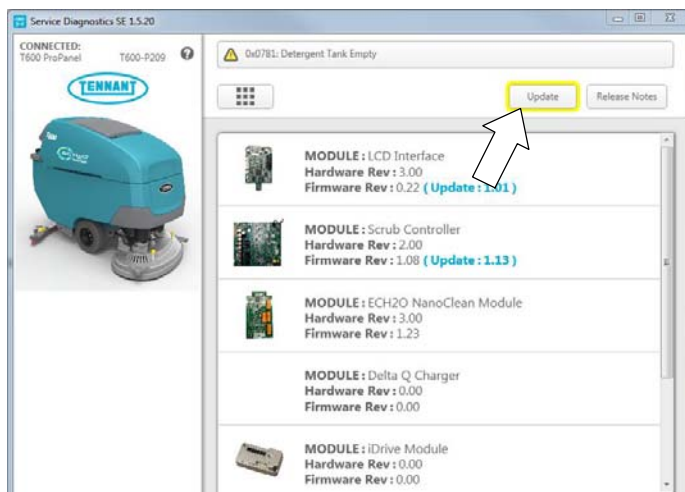 Service Diagnostics SE 1.5.20
CONNECTED:
T600 ProPanel T600-P209
TENNANT
0x0781: Detergent Tank Empty
Update Release Notes
MODULE : LCD Interface
Hardware Rev : 3.00
Firmware Rev : 0.22 ( Update : 1.01 )
MODULE : Scrub Controller
Hardware Rev : 2.00
Firmware Rev : 1.08 ( Update : 1.13 )
MODULE : ECH2O NanoClean Module
Hardware Rev : 3.00
Firmware Rev : 1.23
MODULE : Delta Q Charger
Hardware Rev : 0.00
Firmware Rev : 0.00
MODULE : iDrive Module
Hardware Rev : 0.00
Firmware Rev : 0.00